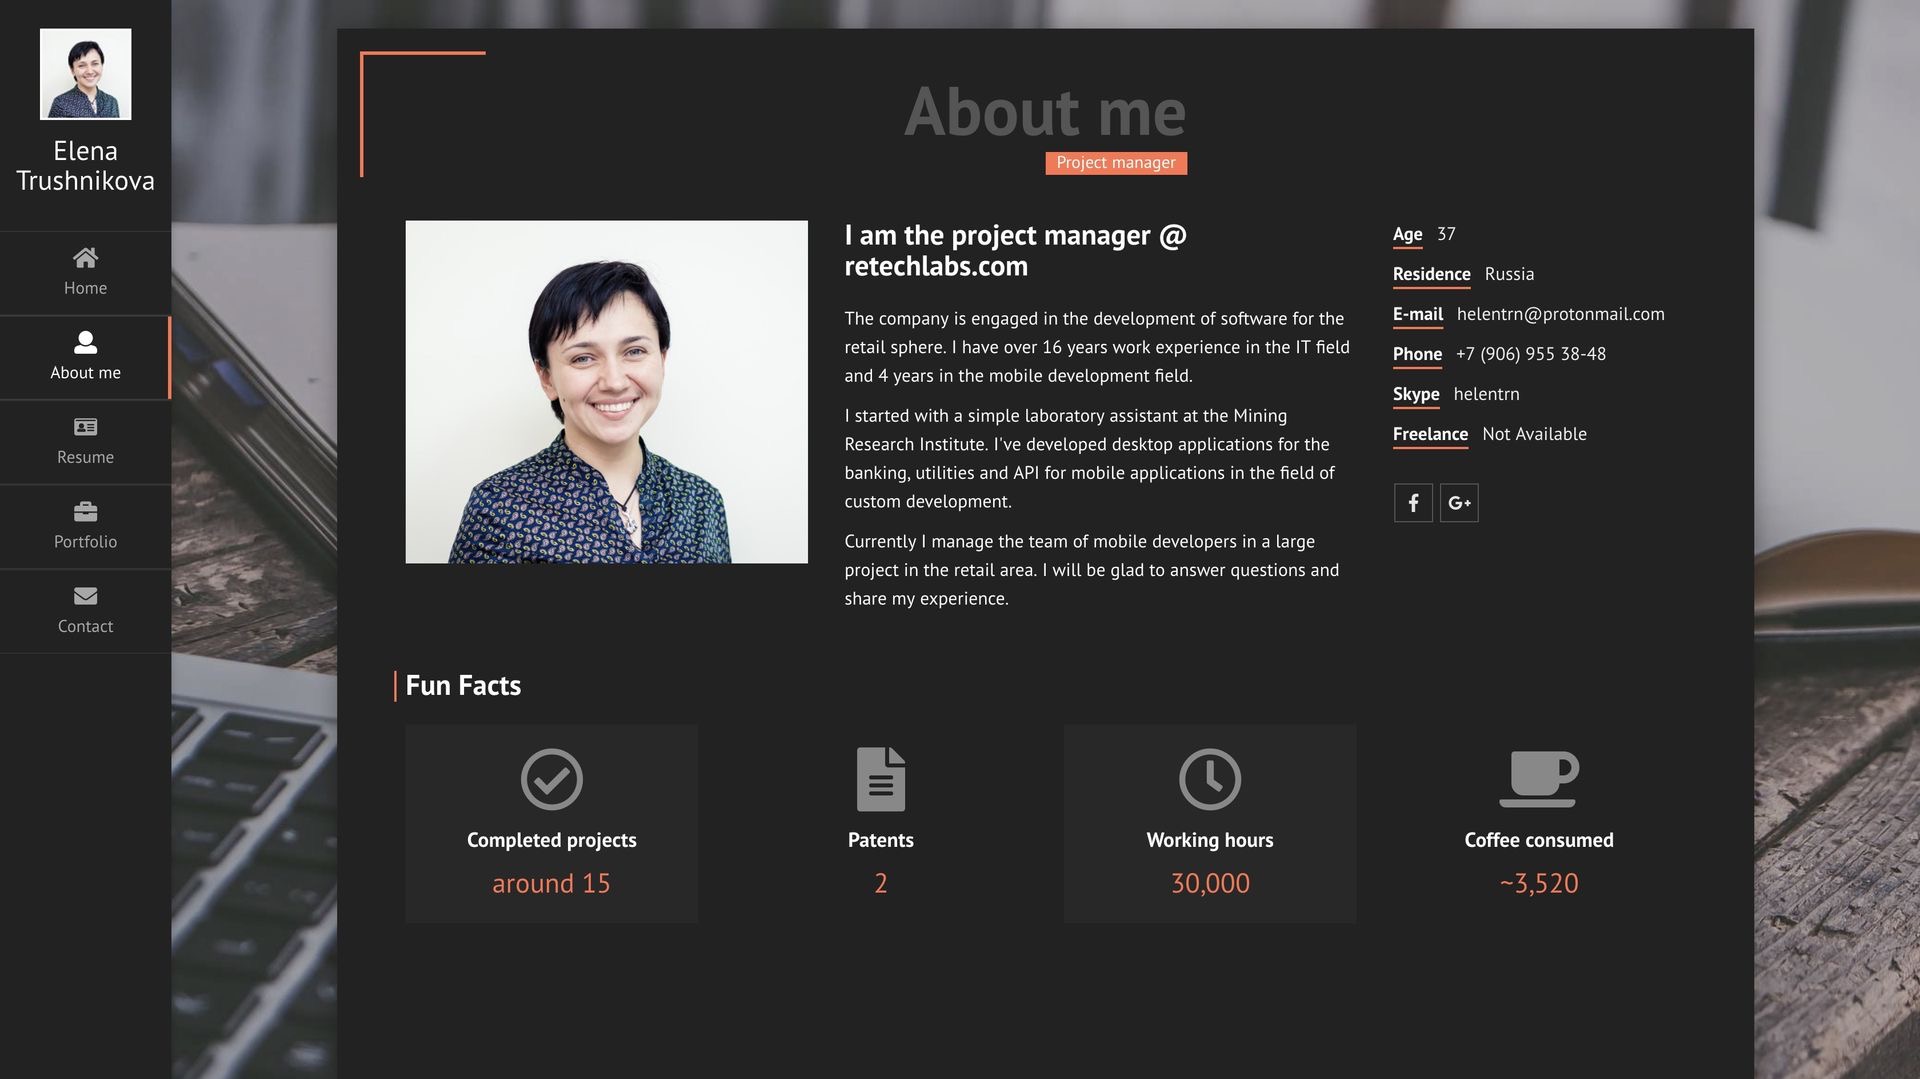 Elena
Trushnikova
Home
About me
Resume
Portfolio
Contact
About me
Project manager
I am the project manager @
retechlabs.com
The company is engaged in the development of software for the
retail sphere. I have over 16 years work experience in the IT field
and 4 years in the mobile development field.
I started with a simple laboratory assistant at the Mining
Research Institute. I've developed desktop applications for the
banking, utilities and API for mobile applications in the field of
custom development.
Currently I manage the team of mobile developers in a large
project in the retail area. I will be glad to answer questions and
share my experience.
Age 37
Residence Russia
E-mail helentrn@protonmail.com
Phone +7 (906) 955 38-48
Skype helentrn
Freelance Not Available
f G+
Fun Facts
Completed projects
around 15
Patents
2
Working hours
30,000
Coffee consumed
~3,520